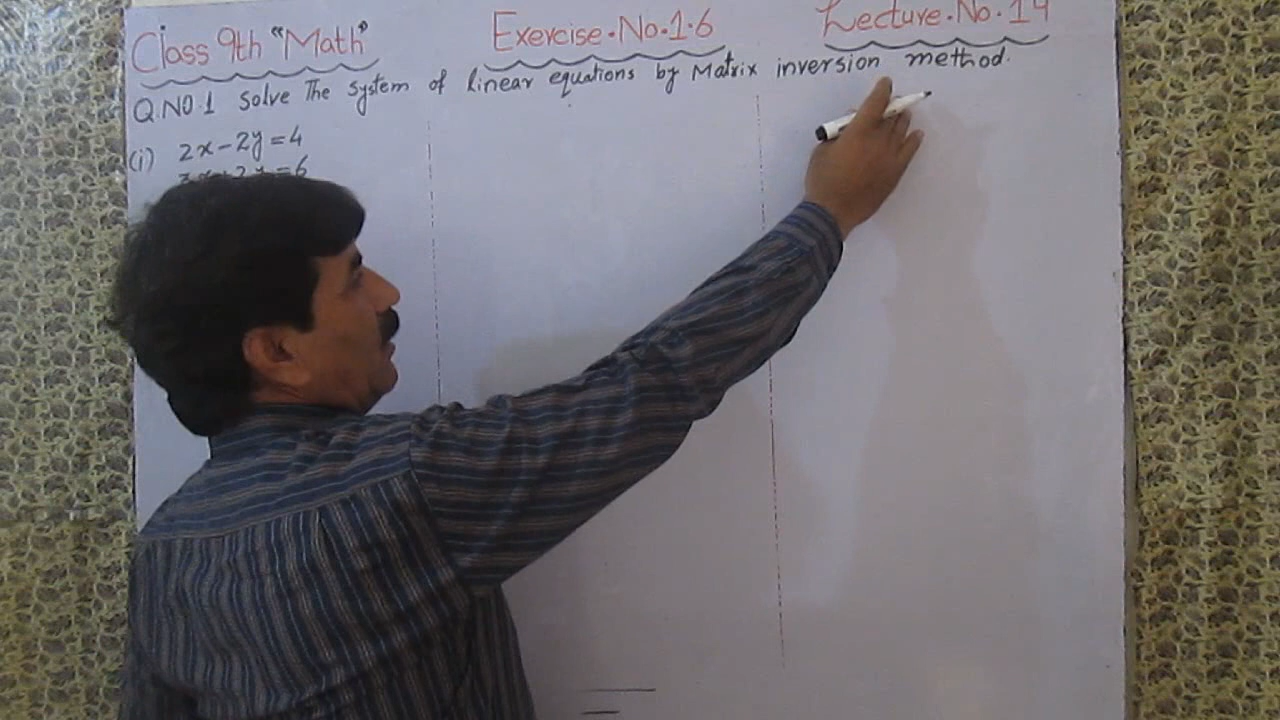 Class 9th "Math" Exercise.No.1.6 Lecture.No.14
Q.NO.1 Solve The system of linear equations by Matrix inversion method.
(i) 2x-2y=4
=6